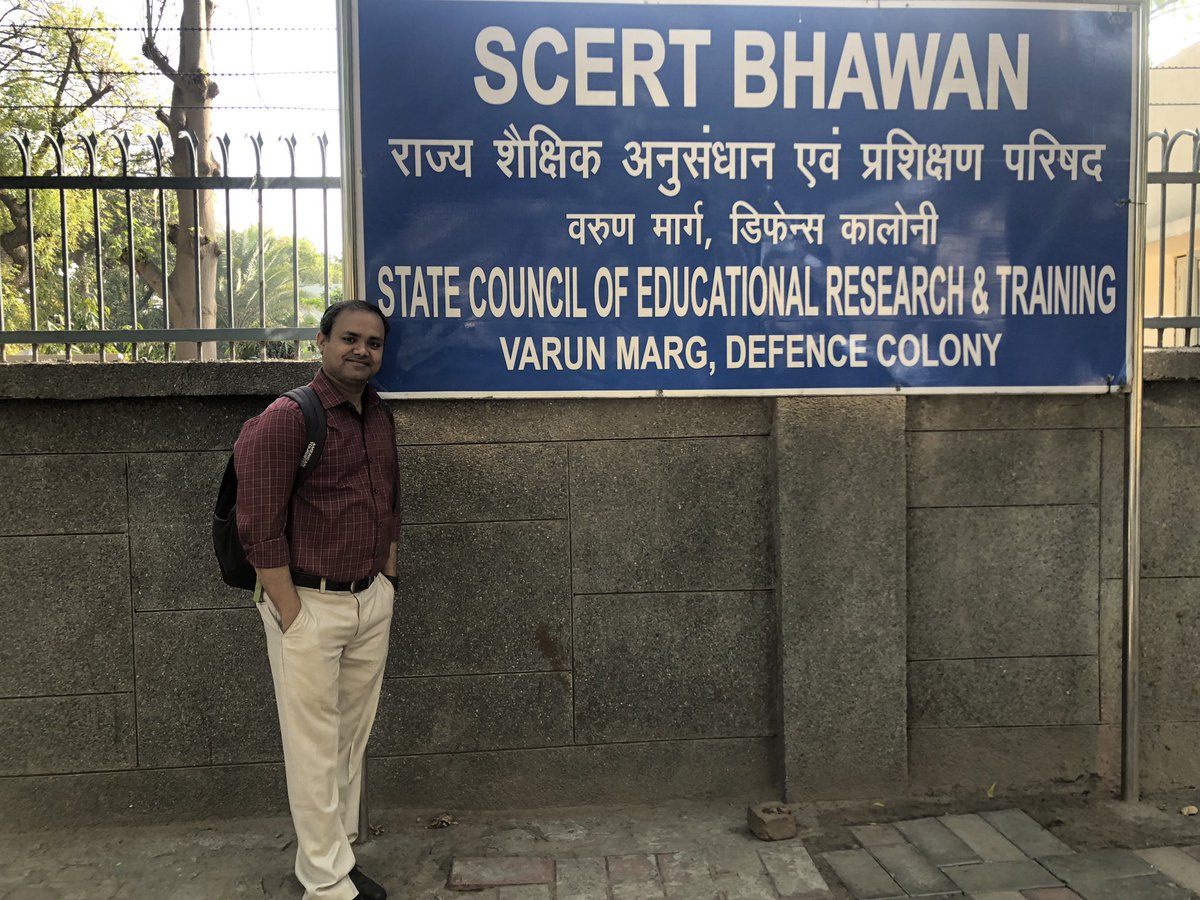 SCERT BHAWAN
राज्य शैक्षिक अनुसंधान एवं प्रशिक्षण परिषद
वरुण मार्ग, डिफेन्स कालोनी
STATE COUNCIL OF EDUCATIONAL RESEARCH & TRAINING
VARUN MARG, DEFENCE COLONY